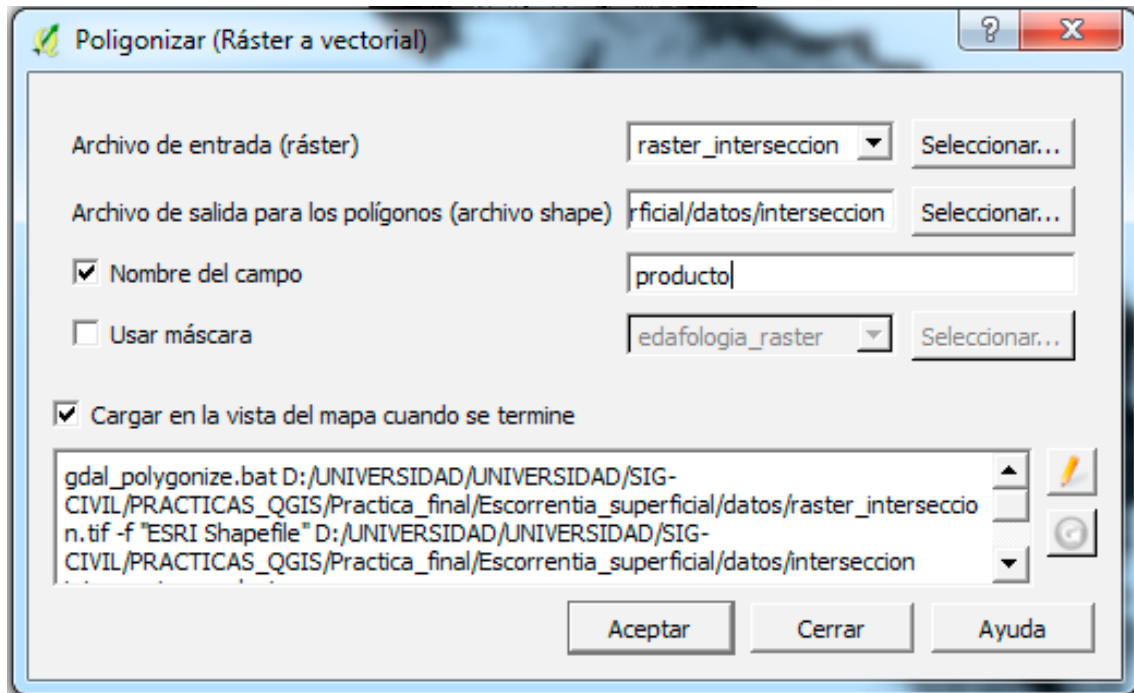 Poligonizar (Ráster a vectorial)
Archivo de entrada (ráster) raster_interseccion Seleccionar...
Archivo de salida para los polígonos (archivo shape) rficial/datos/interseccion Seleccionar...
Nombre del campo producto
Usar máscara edafologia_raster Seleccionar...
Cargar en la vista del mapa cuando se termine
gdal_polygonize.bat D:/UNIVERSIDAD/UNIVERSIDAD/SIG-
CIVIL/PRACTICAS_QGIS/Practica_final/Escorrentia_superficial/datos/raster_interseccio
n.tif -f "ESRI Shapefile" D:/UNIVERSIDAD/UNIVERSIDAD/SIG-
CIVIL/PRACTICAS_QGIS/Practica_final/Escorrentia_superficial/datos/interseccion
Aceptar Cerrar Ayuda